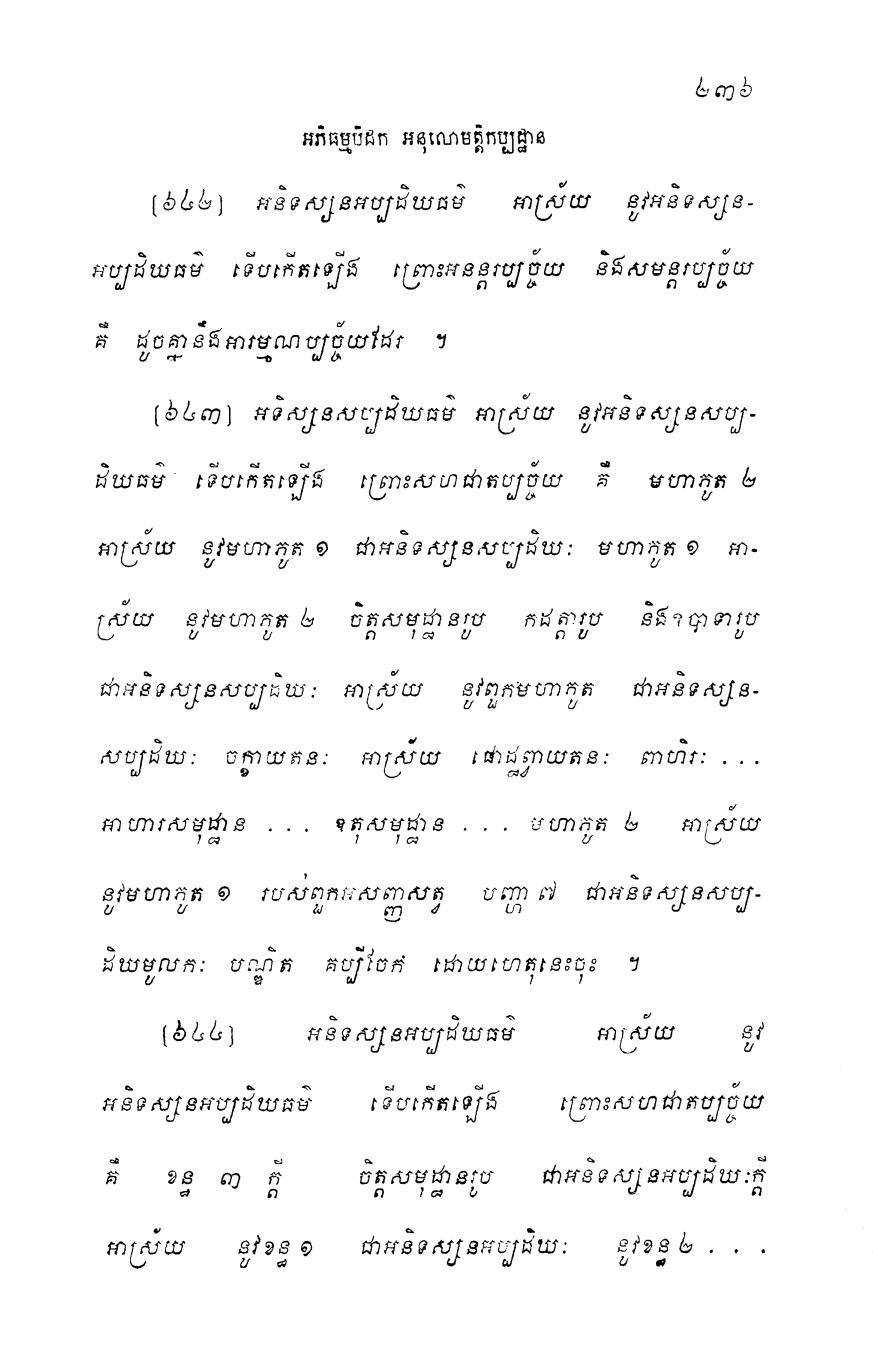 ២៣៦
អភិធម្មបិដក អនុលោមត្តិកប្បដ្ឋាន
[៦៤២] អនិទស្សនអប្បដិឃធម៌ អាស្រ័យ នូវអនិទស្សន-
អប្បដិឃធម៌ ទើបកើតឡើង ព្រោះអនន្តរប្បច្ច័យ និងសមនន្តរប្បច្ច័យ
គឺ ដូចគ្នានឹងអារម្មណប្បច្ច័យដែរ ។
[៦៤៣] អទិស្សនសប្បដិឃធម៌ អាស្រ័យ នូវអនិទស្សនសប្ប-
ដិឃធម៌ ទើបកើតឡើង ព្រោះសហជាតប្បច្ច័យ គឺ មហាភូត ២
អាស្រ័យ នូវមហាភូត ១ ជាអនិទស្សនសប្បដិឃៈ មហាភូត ១ អា-
ស្រ័យ នូវមហាភូត ២ ចិត្តសមុដ្ឋានរូប កដត្តារូប និងឧបាទារូប
ជាអនិទស្សនសប្បដិឃៈ អាស្រ័យ នូវពួកមហាភូត ជាអនិទស្សន-
សប្បដិឃៈ ចក្ខាយតនៈ អាស្រ័យ ផោដ្ឋព្វាយតនៈ ពាហិរៈ ...
អាហារសមុដ្ឋាន ... ឧតុសមុដ្ឋាន ... មហាភូត ២ អាស្រ័យ
នូវមហាភូត ១ របស់ពួកអសញ្ញសត្វ បញ្ហា ៧ ជាអនិទស្សនសប្ប-
ដិឃមូលកៈ បណ្ឌិត គប្បីចែកំ ដោយហេតុនេះចុះ ។
[៦៤៤] អនិទស្សនអប្បដិឃធម៌ អាស្រ័យ នូវ
អនិទស្សនអប្បដិឃធម៌ ទើបកើតឡើង ព្រោះសហជាតប្បច្ច័យ
គឺ ខន្ធ ៣ ក្តី ចិត្តសមុដ្ឋានរូប ជាអនិទស្សនអប្បដិឃៈក្តី
អាស្រ័យ នូវខន្ធ ១ ជាអនិទស្សនអប្បដិឃៈ នូវខន្ធ ២ ...